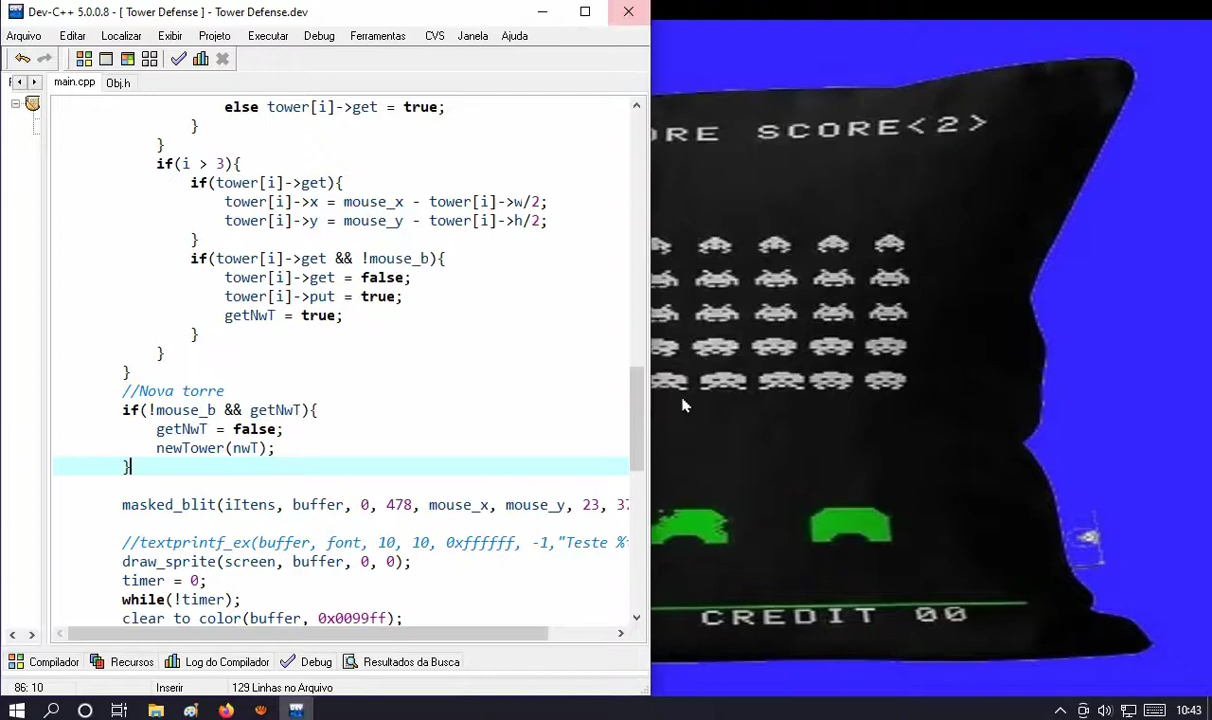 Dev-C++ 5.0.0.8 - [ Tower Defense ] - Tower Defense.dev
Arquivo Editar Localizar Exibir Projeto Executar Debug Ferramentas CVS Janela Ajuda
main.cpp Obj.h
else tower[i]->get = true;
}
}
if(i > 3){
if(tower[i]->get){
tower[i]->x = mouse_x - tower[i]->w/2;
tower[i]->y = mouse_y - tower[i]->h/2;
}
if(tower[i]->get && !mouse_b){
tower[i]->get = false;
tower[i]->put = true;
getNwT = true;
}
}
}
//Nova torre
if(!mouse_b && getNwT){
getNwT = false;
newTower(nwT);
}
masked_blit(iItens, buffer, 0, 478, mouse_x, mouse_y, 23, 37
//textprintf_ex(buffer, font, 10, 10, 0xffffff, -1,"Teste %
draw_sprite(screen, buffer, 0, 0);
timer = 0;
while(!timer);
clear_to_color(buffer, 0x0099ff);
Compilador Recursos Log do Compilador Debug Resultados da Busca
86: 10 Inserir 129 Linhas no Arquivo
ORE SCORE<2>
CREDIT 00
10:43